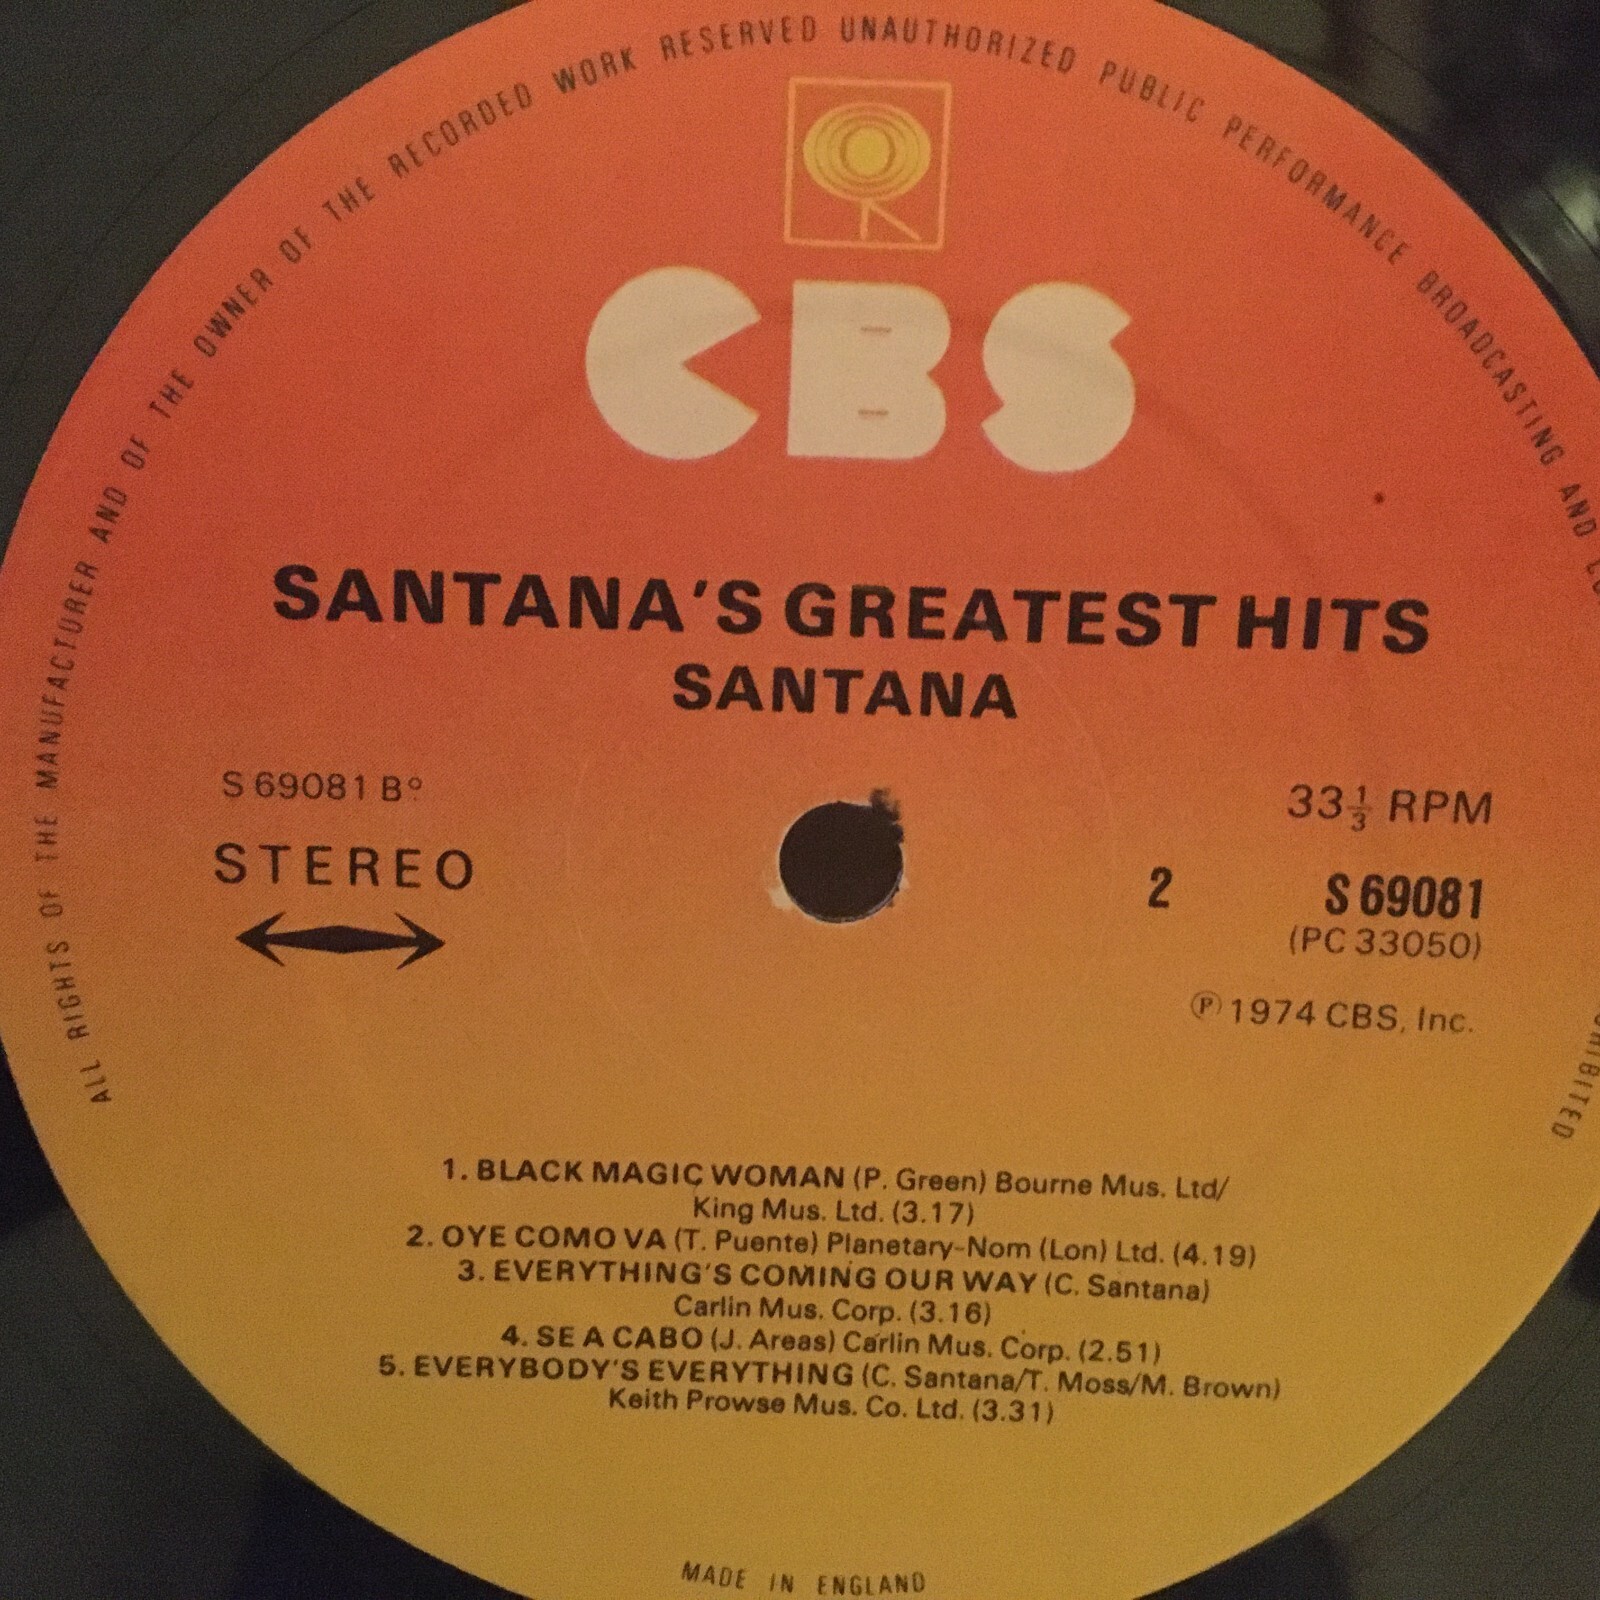 ALL RIGHTS OF THE MANUFACTURER AND OF THE OWNER OF THE RECORDED WORK RESERVED UNAUTHORIZED PUBLIC PERFORMANCE BROADCASTING AND
CBS
SANTANA'S GREATEST HITS
SANTANA
S 69081 Bº
STEREO
33⅓ RPM
2
S 69081
(PC 33050)
℗ 1974 CBS, Inc.
1. BLACK MAGIC WOMAN (P. Green) Bourne Mus. Ltd/
King Mus. Ltd. (3.17)
2. OYE COMO VA (T. Puente) Planetary-Nom (Lon) Ltd. (4.19)
3. EVERYTHING'S COMING OUR WAY (C. Santana)
Carlin Mus. Corp. (3.16)
4. SE A CABO (J. Areas) Carlin Mus. Corp. (2.51)
5. EVERYBODY'S EVERYTHING (C. Santana/T. Moss/M. Brown)
Keith Prowse Mus. Co. Ltd. (3.31)
MADE IN ENGLAND